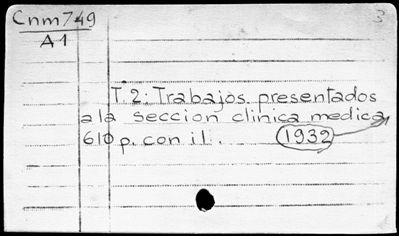 Cnm749
3
A1
T.2: Trabajos presentados
a la seccion clinica medica
610 p. con il.
1932